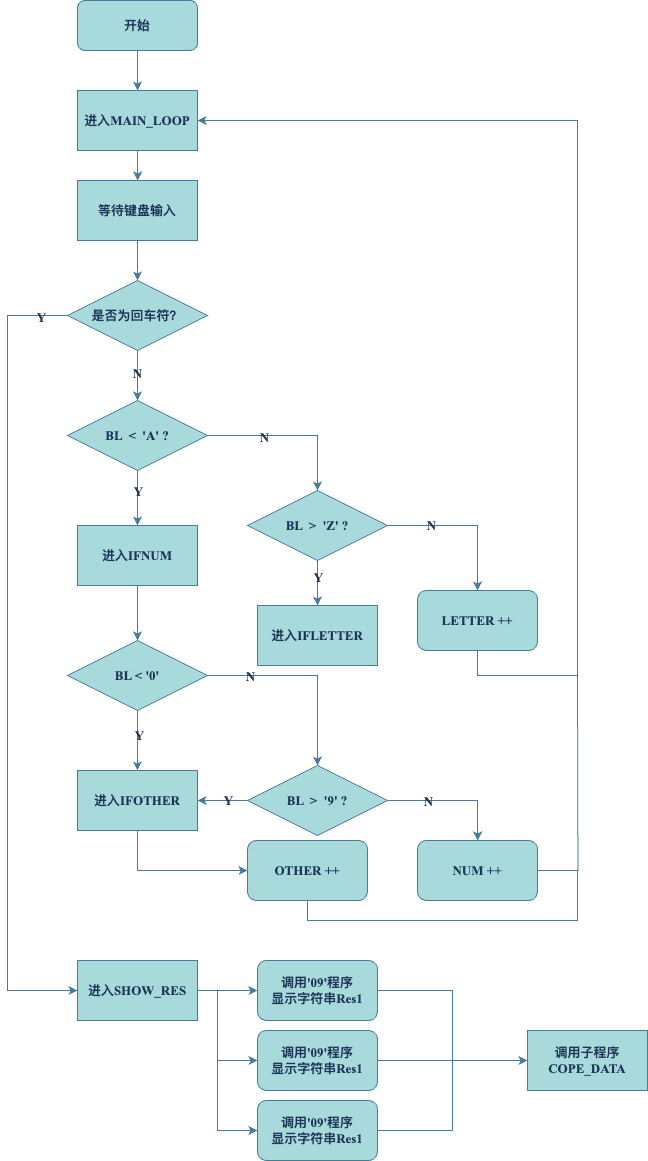 开始
进入MAIN_LOOP
等待键盘输入
是否为回车符?
Y
N
BL < 'A' ?
N
Y
BL > 'Z' ?
N
进入IFNUM
Y
LETTER ++
进入IFLETTER
BL < '0'
N
Y
进入IFOTHER
Y
BL > '9' ?
N
OTHER ++
NUM ++
进入SHOW_RES
调用'09'程序
显示字符串Res1
调用'09'程序
显示字符串Res1
调用子程序
COPE_DATA
调用'09'程序
显示字符串Res1